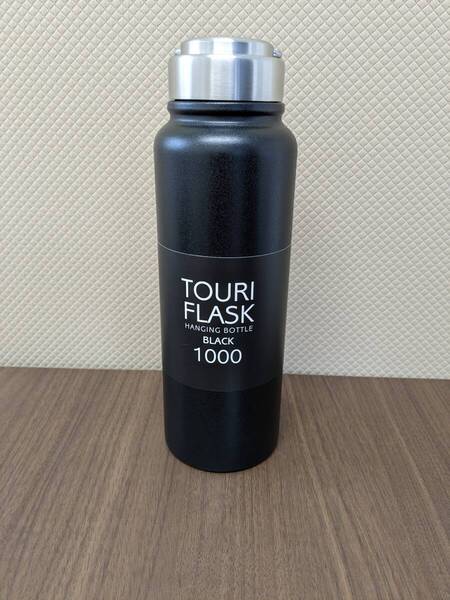 TOURI
FLASK
HANGING BOTTLE
BLACK
1000